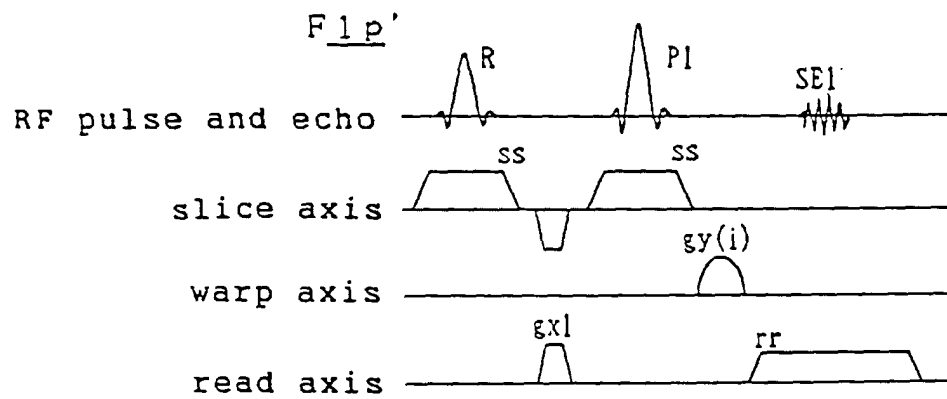 F1p'
R P1 SE1
RF pulse and echo
ss ss
slice axis
gy(i)
warp axis
gx1 rr
read axis